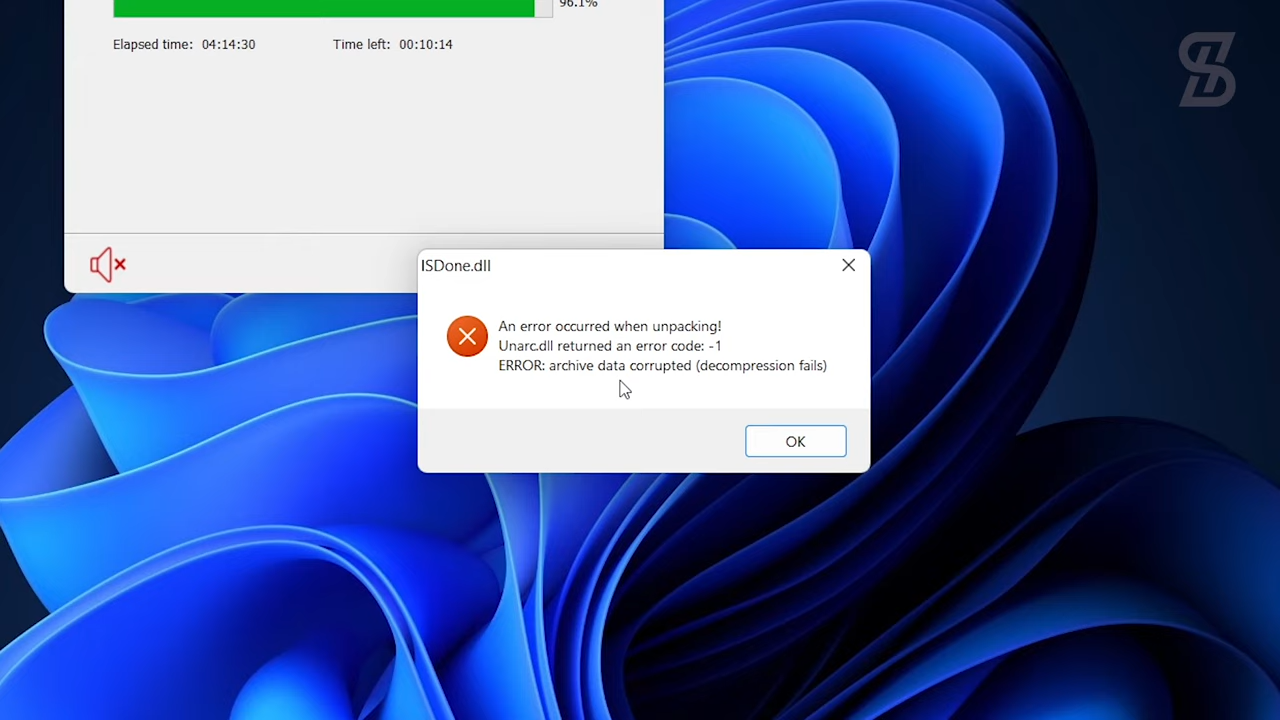 96.1%
Elapsed time: 04:14:30 Time left: 00:10:14
ISDone.dll
An error occurred when unpacking!
Unarc.dll returned an error code: -1
ERROR: archive data corrupted (decompression fails)
OK